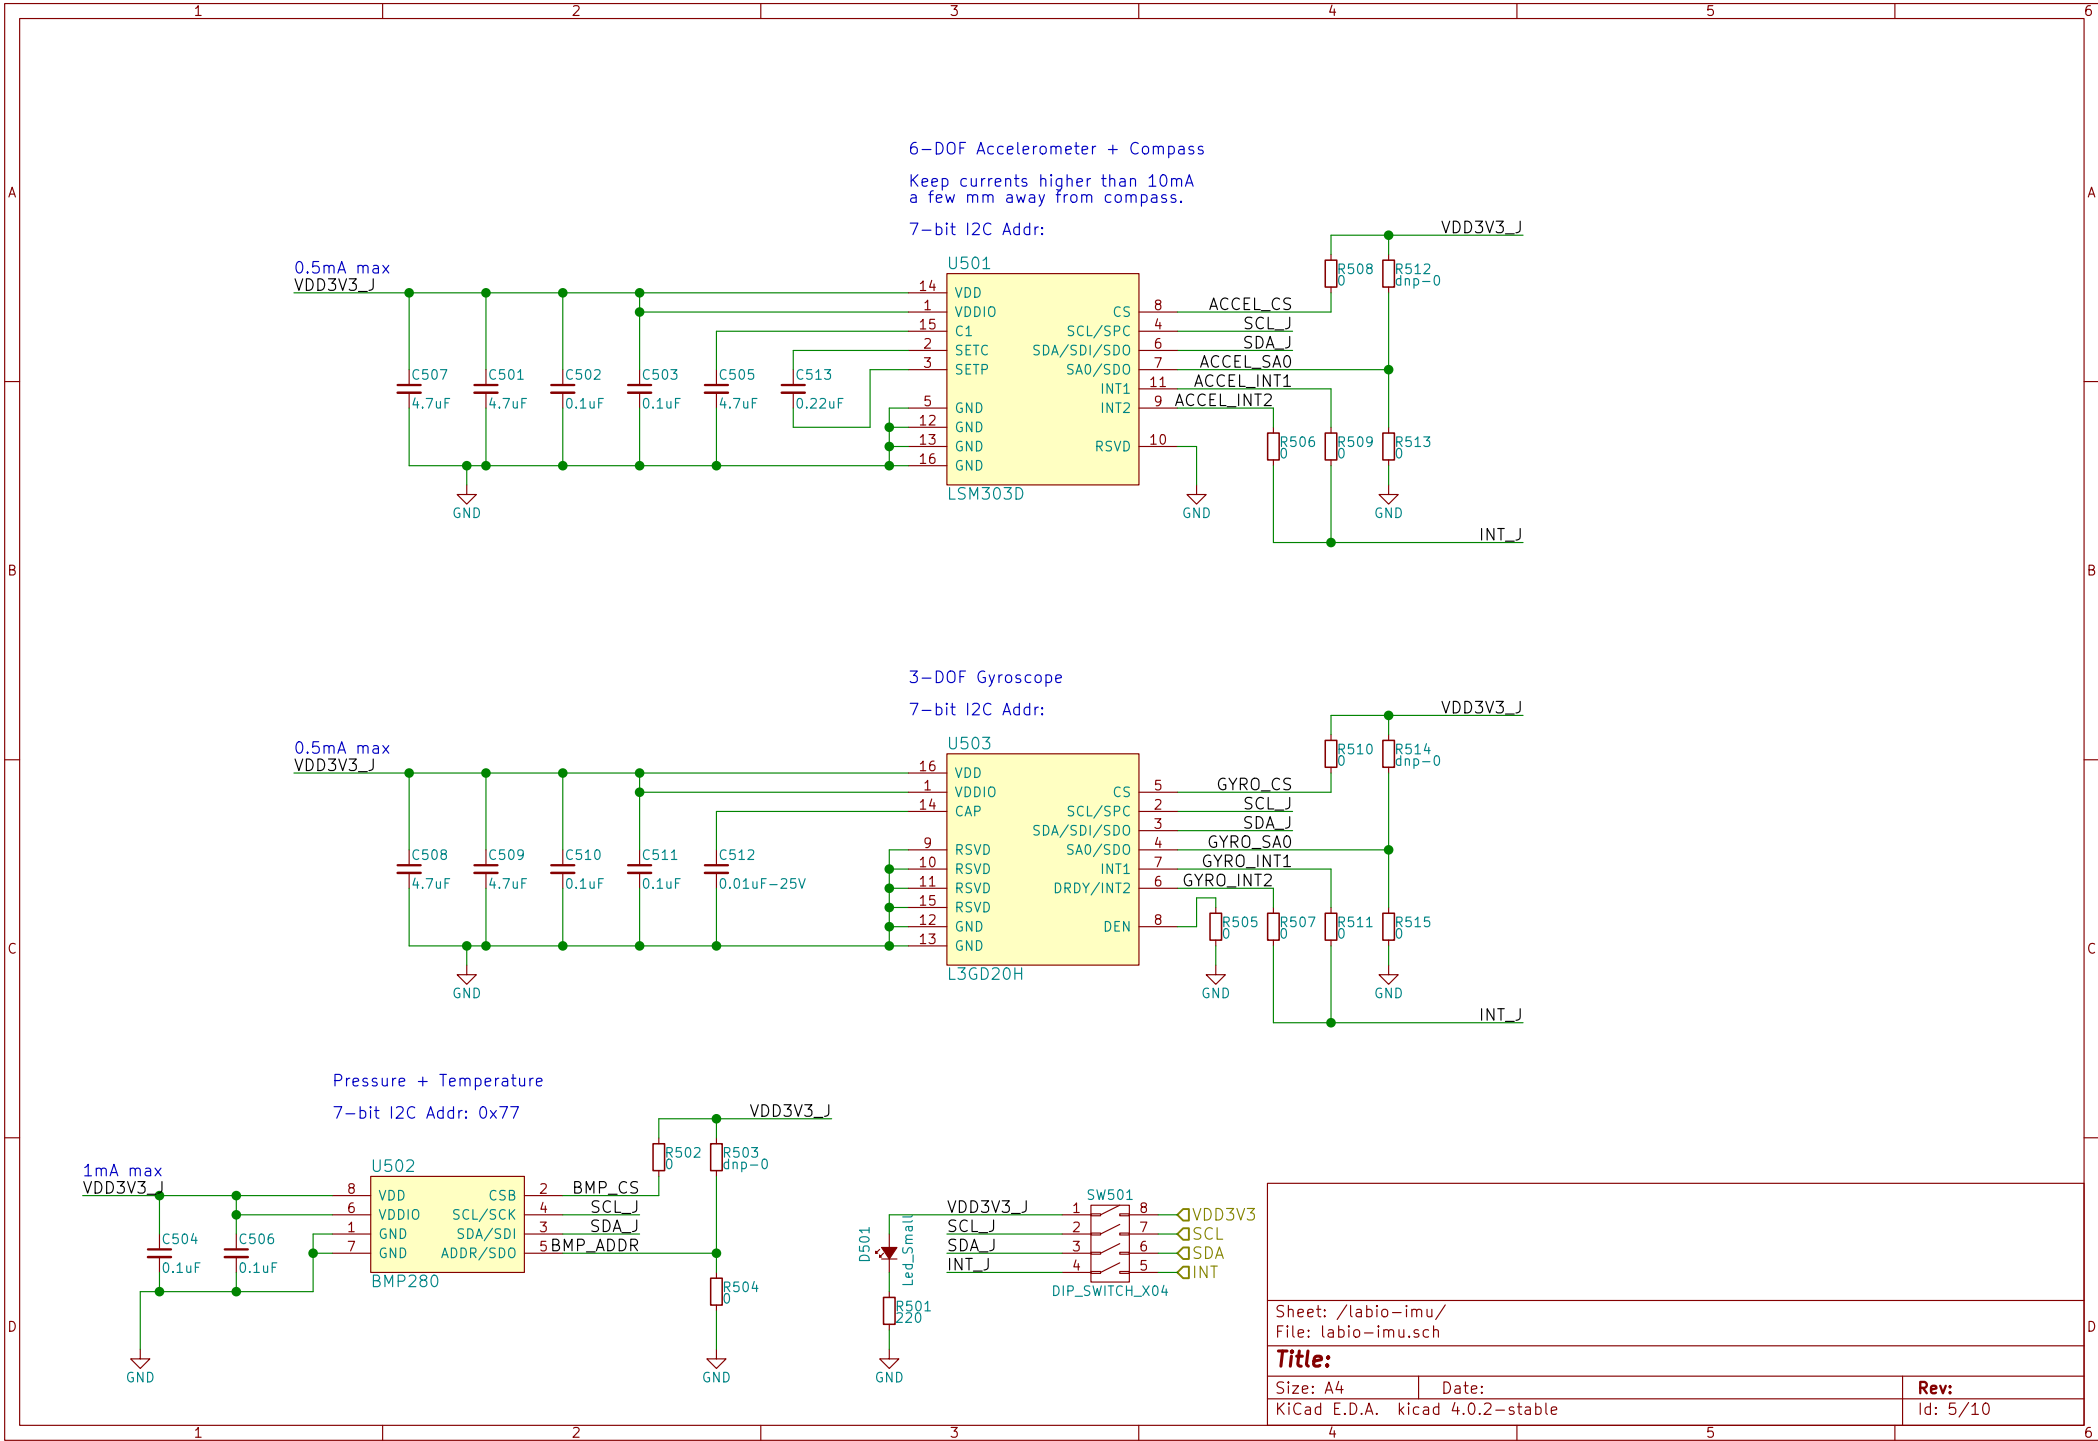 1 2 3 4 5 6
A A
B B
C C
D D
6-DOF Accelerometer + Compass
Keep currents higher than 10mA
a few mm away from compass.
7-bit I2C Addr:
0.5mA max
VDD3V3_J
C507
4.7uF
C501
4.7uF
C502
0.1uF
C503
0.1uF
C505
4.7uF
C513
0.22uF
GND
U501
14 VDD
1 VDDIO
15 C1
2 SETC
3 SETP
5 GND
12 GND
13 GND
16 GND
CS 8 ACCEL_CS
SCL/SPC 4 SCL_J
SDA/SDI/SDO 6 SDA_J
SA0/SDO 7 ACCEL_SA0
INT1 11 ACCEL_INT1
INT2 9 ACCEL_INT2
RSVD 10
LSM303D
GND
VDD3V3_J
R508
0
R512
dnp-0
R506
0
R509
0
R513
0
GND
INT_J
3-DOF Gyroscope
7-bit I2C Addr:
0.5mA max
VDD3V3_J
C508
4.7uF
C509
4.7uF
C510
0.1uF
C511
0.1uF
C512
0.01uF-25V
GND
U503
16 VDD
1 VDDIO
14 CAP
9 RSVD
10 RSVD
11 RSVD
15 RSVD
12 GND
13 GND
CS 5 GYRO_CS
SCL/SPC 2 SCL_J
SDA/SDI/SDO 3 SDA_J
SA0/SDO 4 GYRO_SA0
INT1 7 GYRO_INT1
DRDY/INT2 6 GYRO_INT2
DEN 8
L3GD20H
VDD3V3_J
R510
0
R514
dnp-0
R505
0
R507
0
R511
0
R515
0
GND
GND
INT_J
Pressure + Temperature
7-bit I2C Addr: 0x77
1mA max
VDD3V3_J
C504
0.1uF
C506
0.1uF
GND
U502
8 VDD
6 VDDIO
1 GND
7 GND
CSB 2 BMP_CS
SCL/SCK 4 SCL_J
SDA/SDI 3 SDA_J
ADDR/SDO 5 BMP_ADDR
BMP280
VDD3V3_J
R502
0
R503
dnp-0
R504
0
GND
D501
Led_Small
R501
220
GND
SW501
VDD3V3_J 1 8 VDD3V3
SCL_J 2 7 SCL
SDA_J 3 6 SDA
INT_J 4 5 INT
DIP_SWITCH_X04
Sheet: /labio-imu/
File: labio-imu.sch
Title:
Size: A4 Date: Rev:
KiCad E.D.A. kicad 4.0.2-stable Id: 5/10
1 2 3 4 5 6